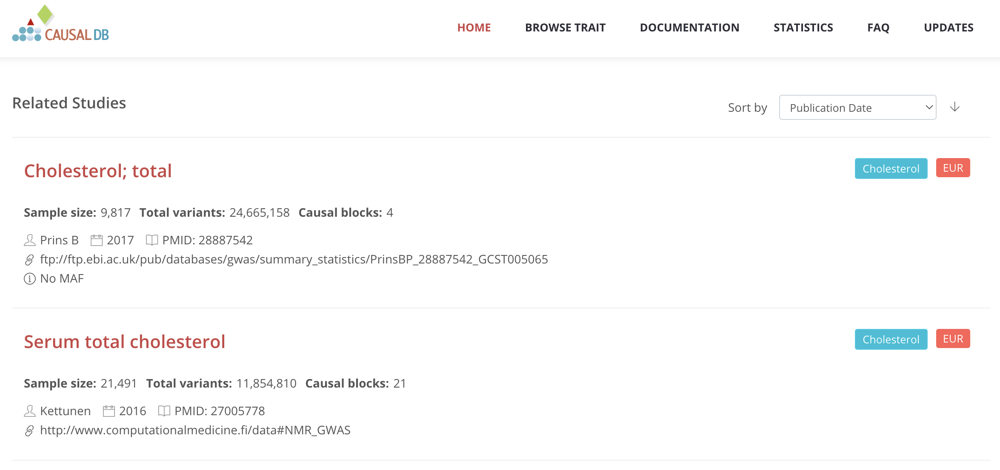 CAUSAL DB
HOME BROWSE TRAIT DOCUMENTATION STATISTICS FAQ UPDATES
Related Studies
Sort by Publication Date
Cholesterol; total
Cholesterol EUR
Sample size: 9,817 Total variants: 24,665,158 Causal blocks: 4
Prins B 2017 PMID: 28887542
ftp://ftp.ebi.ac.uk/pub/databases/gwas/summary_statistics/PrinsBP_28887542_GCST005065
No MAF
Serum total cholesterol
Cholesterol EUR
Sample size: 21,491 Total variants: 11,854,810 Causal blocks: 21
Kettunen 2016 PMID: 27005778
http://www.computationalmedicine.fi/data#NMR_GWAS